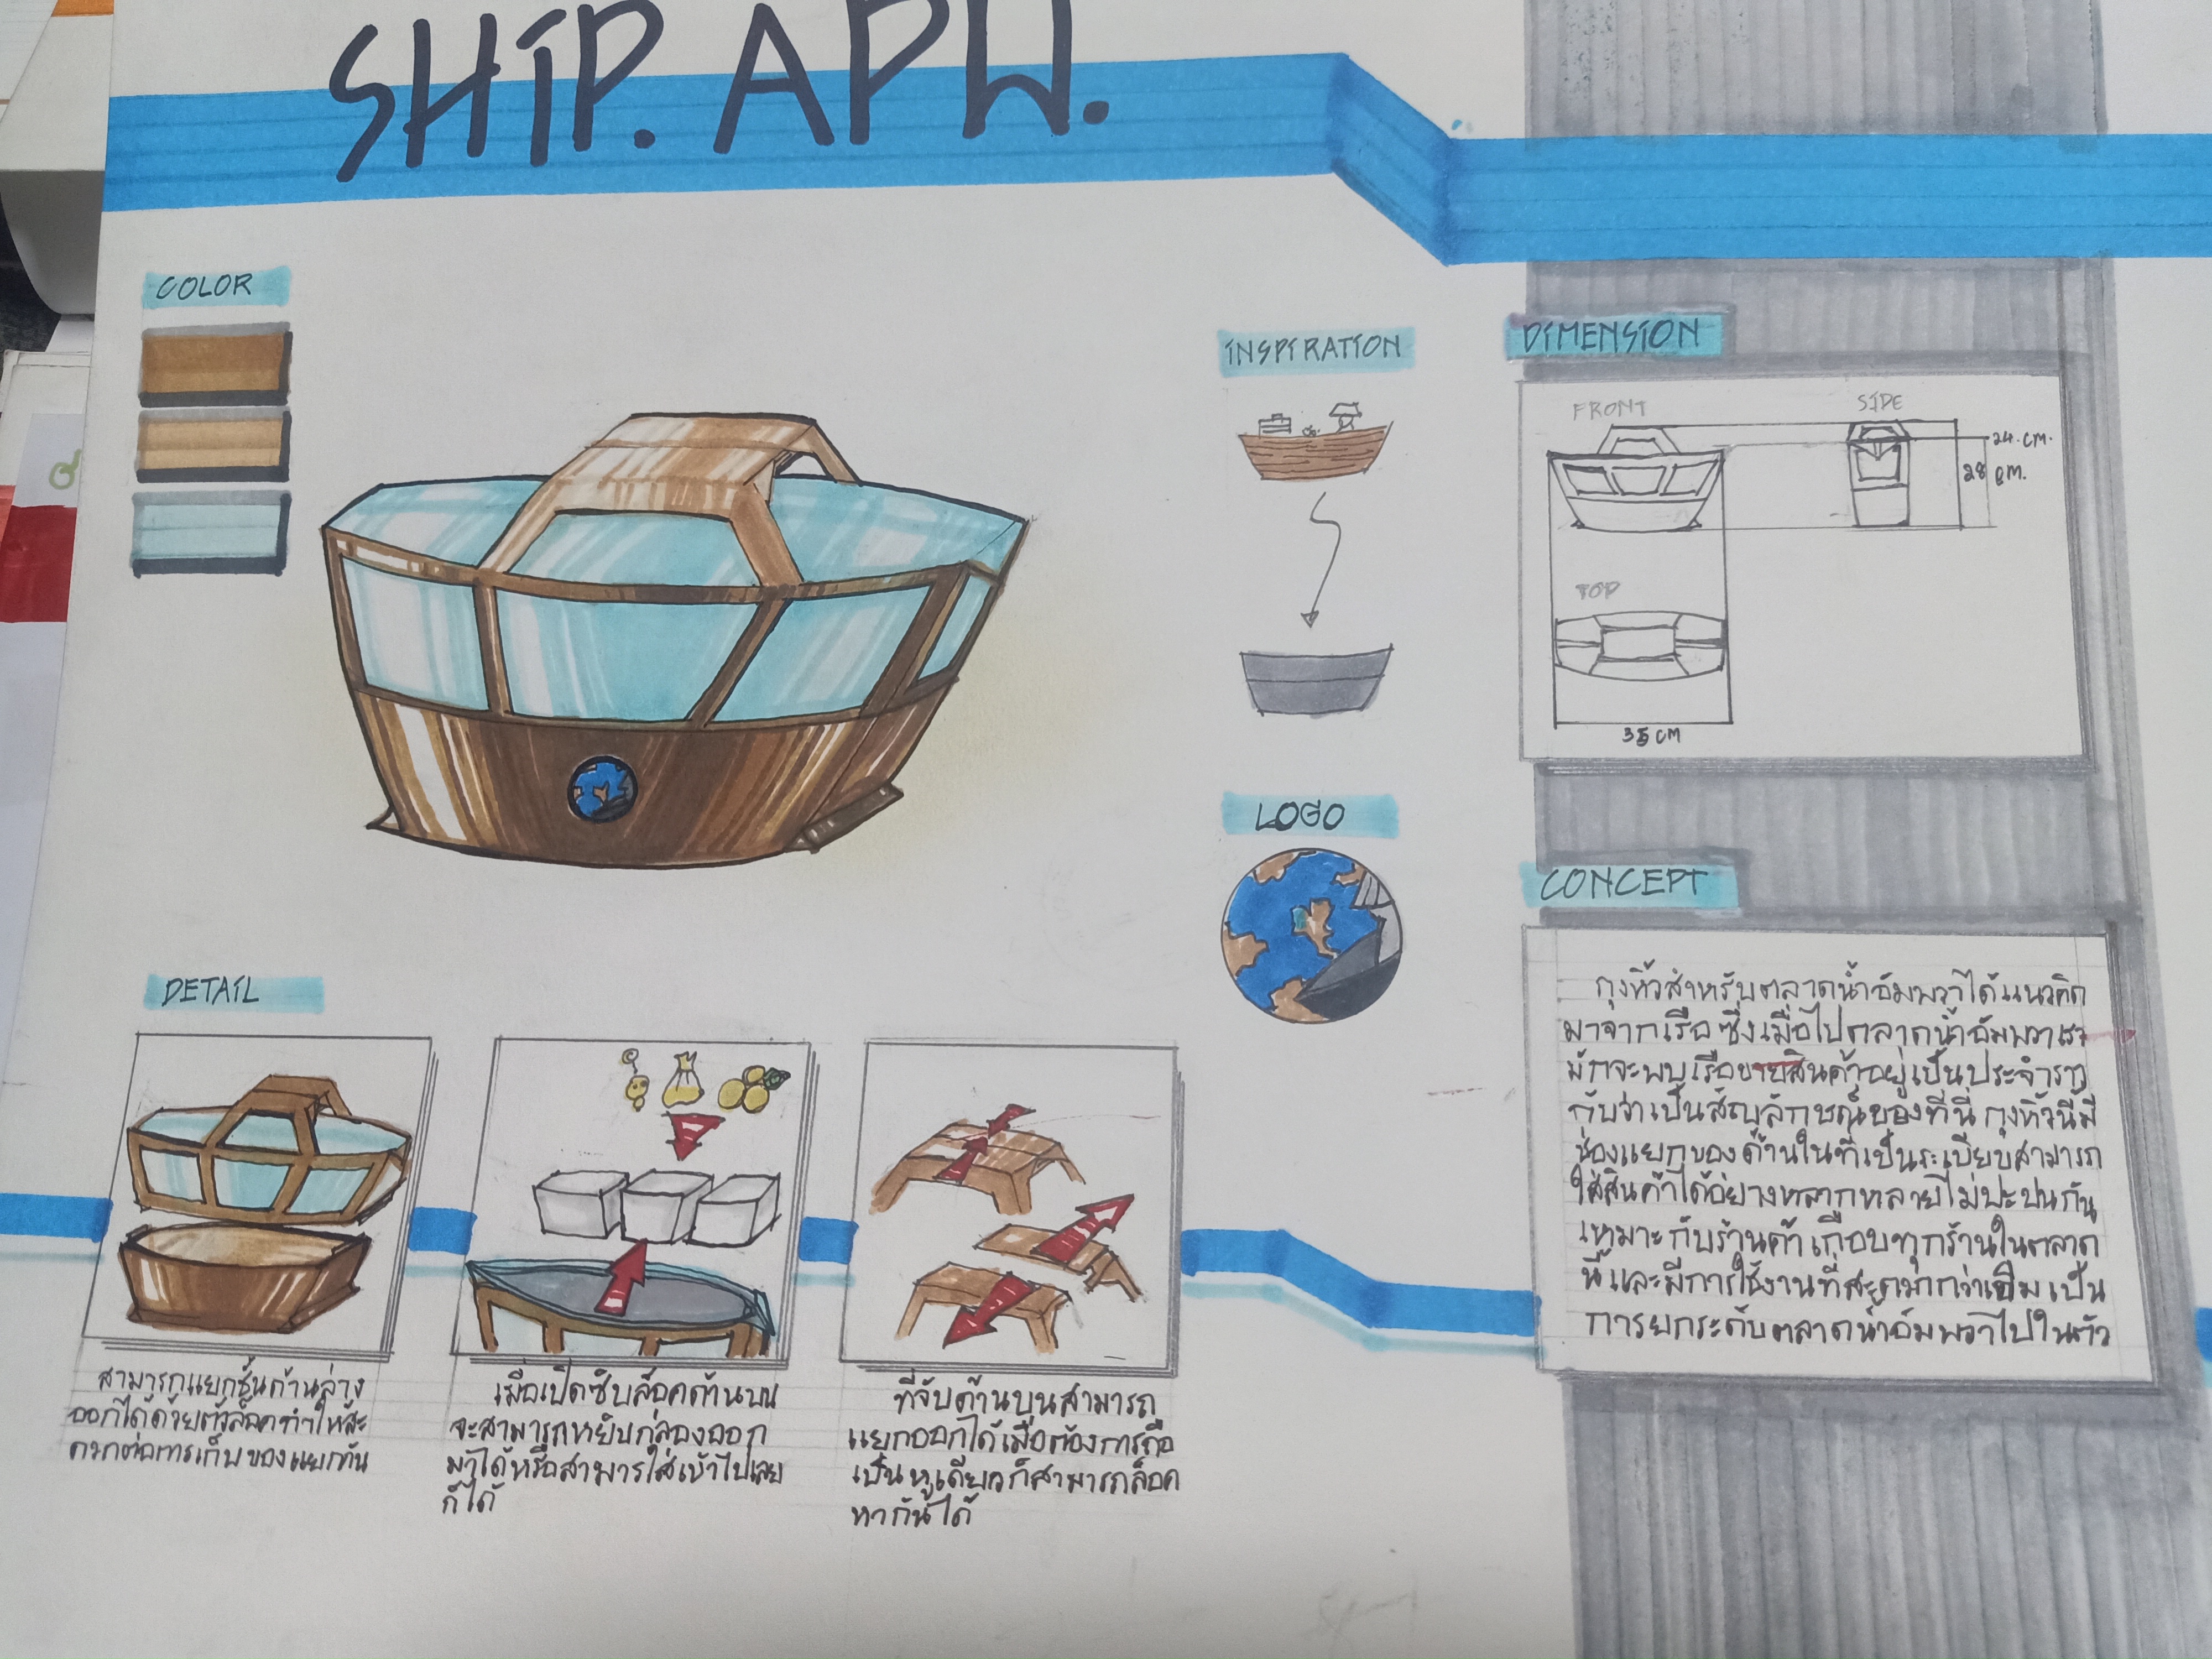 SHIP. APW.
COLOR
INSPIRATION
DIMENSION
FRONT
SIDE
24 cm.
28 cm.
TOP
35 CM
LOGO
CONCEPT
ถุงหิ้วสำหรับตลาดน้ำอัมพวาได้แนวคิด
มาจากเรือ ซึ่งเมื่อไปตลาดน้ำอัมพวาเรา
มักจะพบเรือขายสินค้าอยู่เป็นประจำราว
กับว่าเป็นสัญลักษณ์ของที่นี่ ถุงหิ้วนี้มี
ช่องแยกของด้านในที่เป็นระเบียบสามารถ
ใส่สินค้าได้อย่างหลากหลายไม่ปะปนกัน
เหมาะกับร้านค้าเกือบทุกร้านในตลาด
นี้ และมีการใช้งานที่สะดวกกว่าเดิม เป็น
การยกระดับตลาดน้ำอัมพวาไปในตัว
DETAIL
สามารถแยกชั้นด้านล่าง
ออกได้ด้วยตัวล็อคทำให้สะ
ดวกต่อการเก็บของแยกกัน
เมื่อเปิดซิบล็อคด้านบน
จะสามารถหยิบกล่องออก
มาได้หรือสามารใส่เข้าไปเลย
ก็ได้
ที่จับด้านบนสามารถ
แยกออกได้เมื่อต้องการถือ
เป็นหูเดียวก็สามารถล็อค
หากันได้